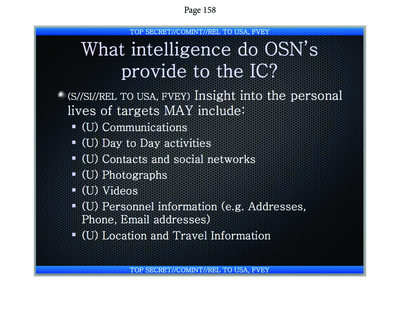 Page 158
TOP SECRET//COMINT//REL TO USA, FVEY
What intelligence do OSN's
provide to the IC?
(S//SI//REL TO USA, FVEY) Insight into the personal
lives of targets MAY include:
▪ (U) Communications
▪ (U) Day to Day activities
▪ (U) Contacts and social networks
▪ (U) Photographs
▪ (U) Videos
▪ (U) Personnel information (e.g. Addresses,
Phone, Email addresses)
▪ (U) Location and Travel Information
TOP SECRET//COMINT//REL TO USA, FVEY